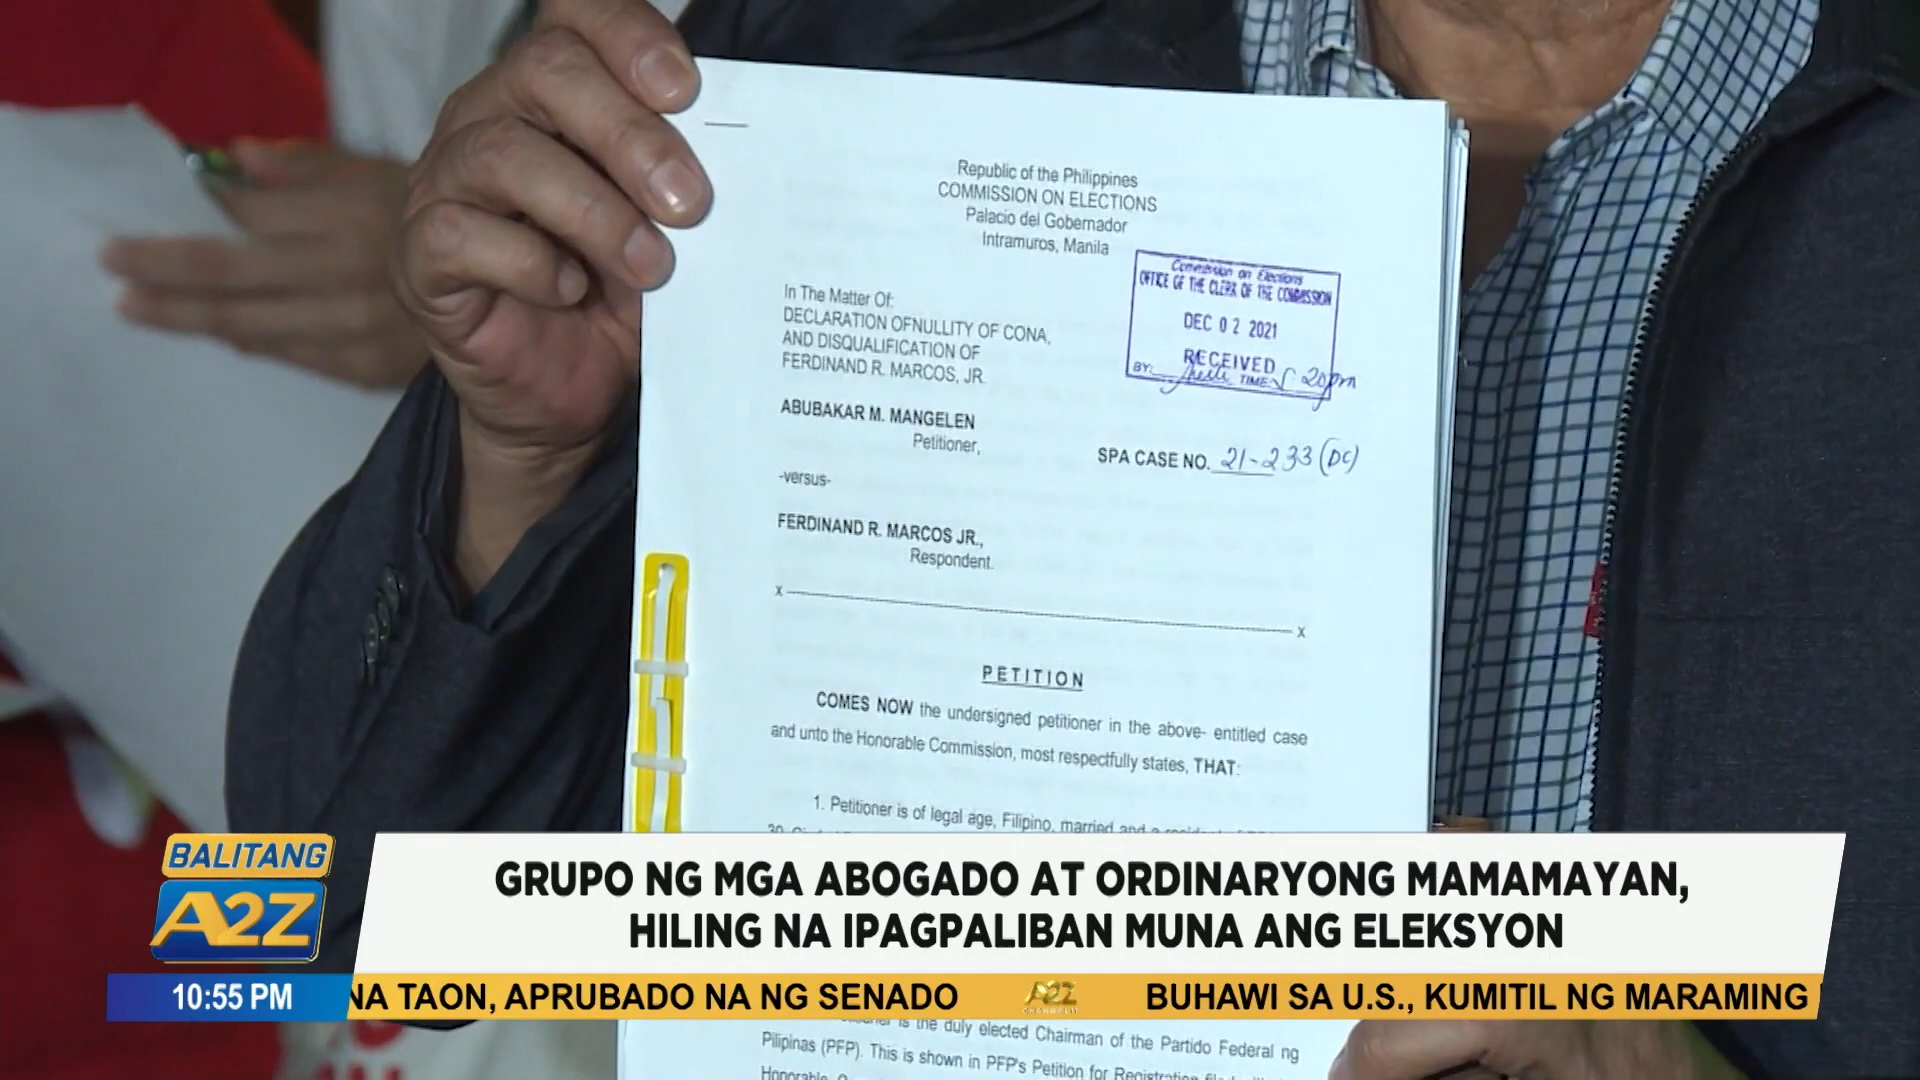 Republic of the Philippines
COMMISSION ON ELECTIONS
Palacio del Gobernador
Intramuros, Manila
Commission on Elections
OFFICE OF THE CLERK OF THE COMMISSION
DEC 02 2021
RECEIVED
BY: TIME 20pm
In The Matter Of:
DECLARATION OFNULLITY OF CONA,
AND DISQUALIFICATION OF
FERDINAND R. MARCOS, JR.
ABUBAKAR M. MANGELEN
Petitioner,
SPA CASE NO. 21-233 (DC)
-versus-
FERDINAND R. MARCOS JR.,
Respondent.
x x
PETITION
COMES NOW the undersigned petitioner in the above- entitled case
and unto the Honorable Commission, most respectfully states, THAT:
1. Petitioner is of legal age, Filipino, married and a
BALITANG
A2Z
GRUPO NG MGA ABOGADO AT ORDINARYONG MAMAMAYAN,
HILING NA IPAGPALIBAN MUNA ANG ELEKSYON
10:55 PM NA TAON, APRUBADO NA NG SENADO A2Z CHANNEL 11 BUHAWI SA U.S., KUMITIL NG MARAMING
is the duly elected Chairman of the Partido Federal ng
Pilipinas (PFP). This is shown in PFP's Petition for Registration
Honorable